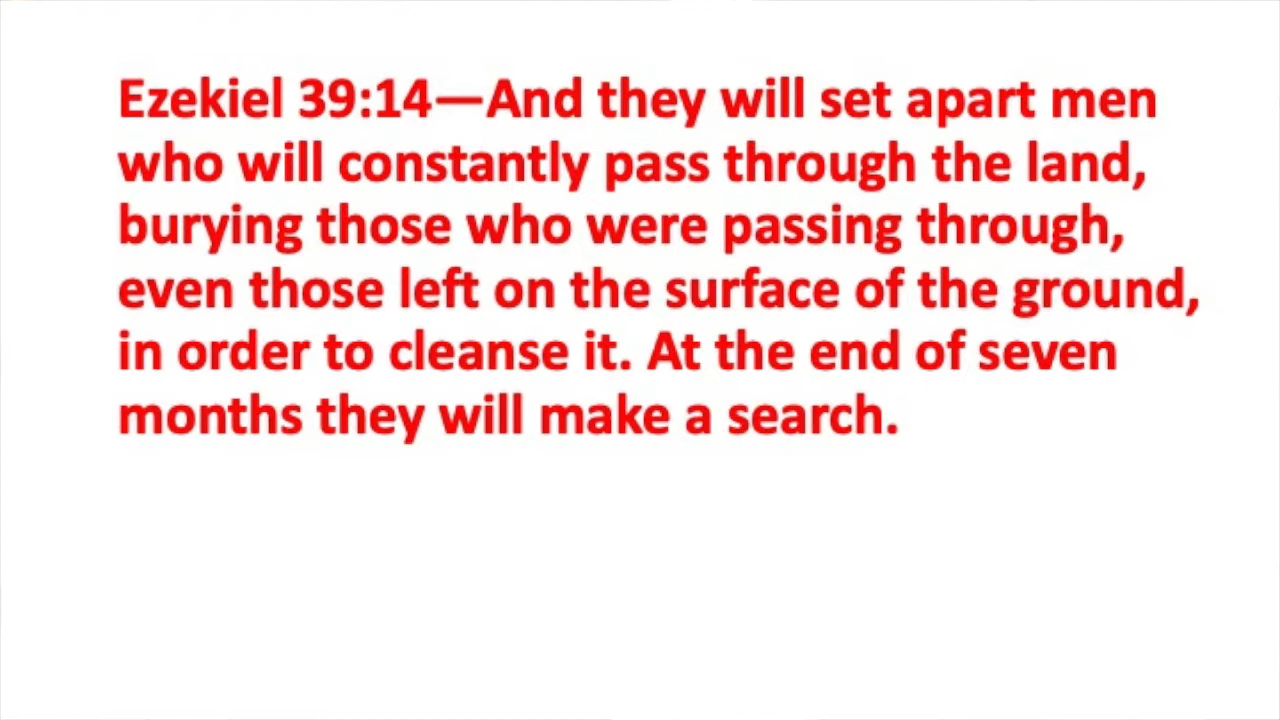 Ezekiel 39:14—And they will set apart men
who will constantly pass through the land,
burying those who were passing through,
even those left on the surface of the ground,
in order to cleanse it. At the end of seven
months they will make a search.